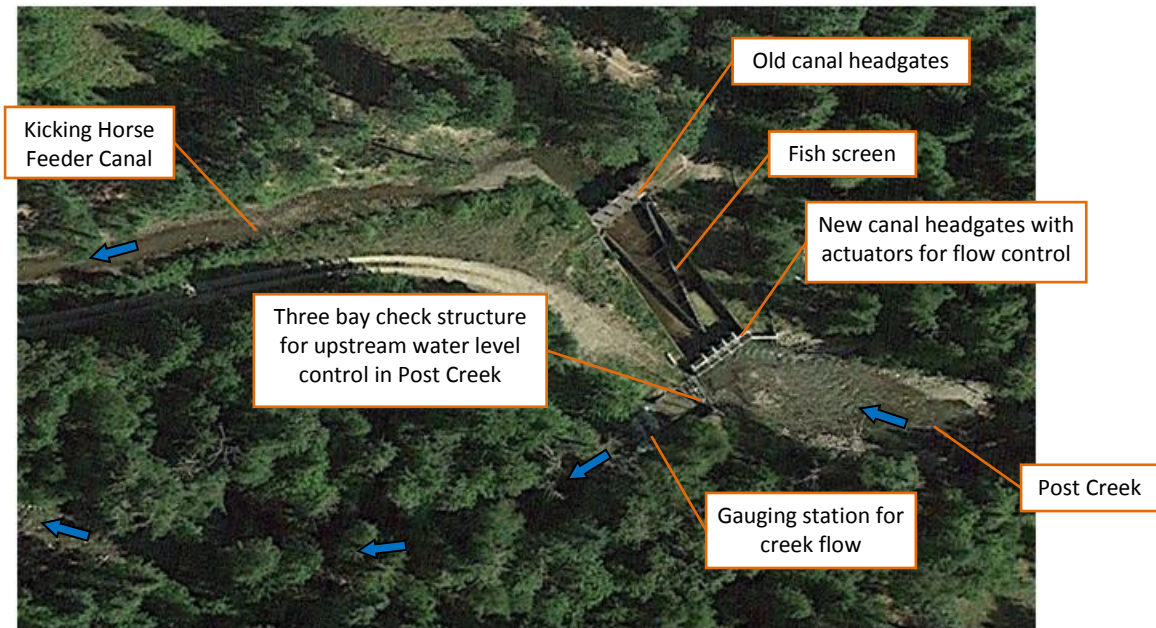 Old canal headgates
Kicking Horse
Feeder Canal
Fish screen
New canal headgates with
actuators for flow control
Three bay check structure
for upstream water level
control in Post Creek
Post Creek
Gauging station for
creek flow